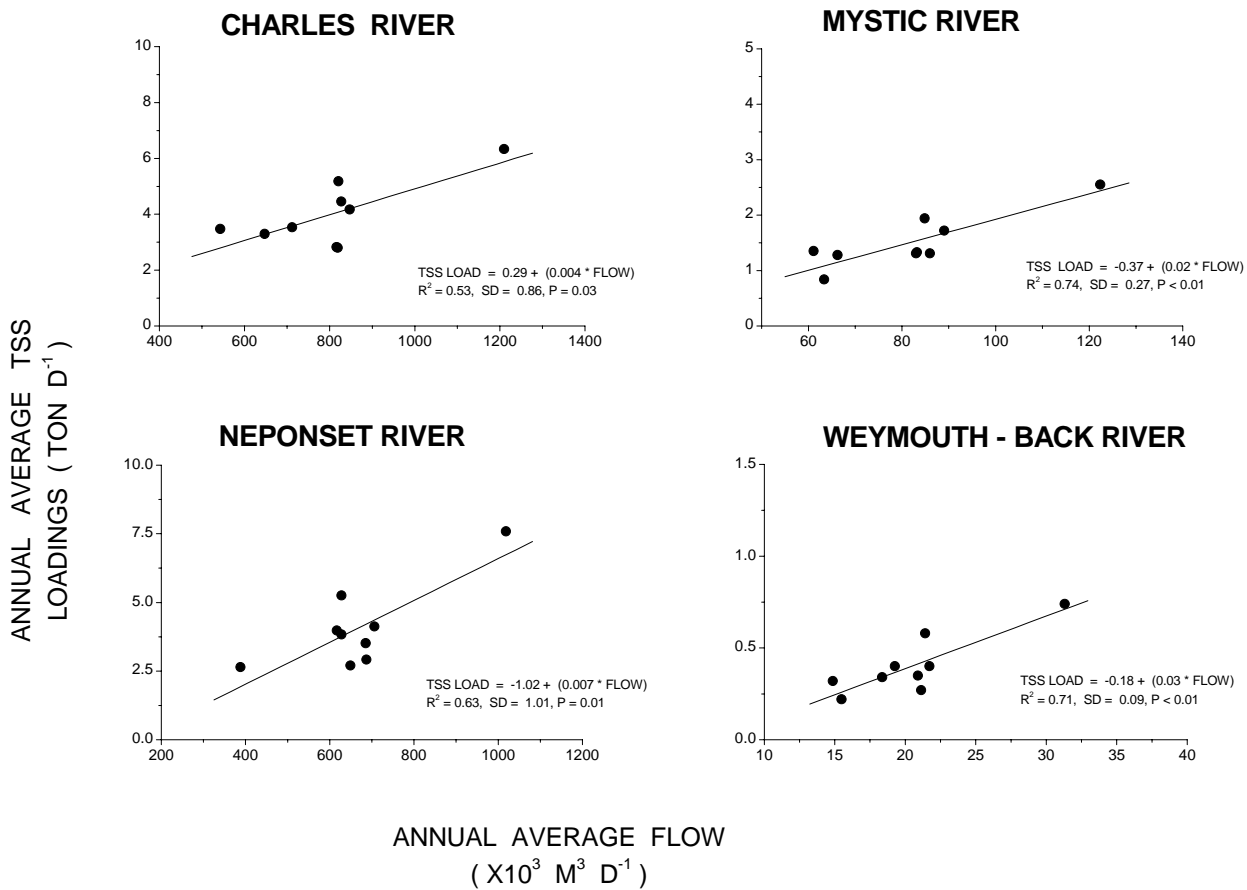 CHARLES RIVER
10
8
6
4
2
0
400
600
800
1000
1200
1400
TSS LOAD = 0.29 + (0.004 * FLOW)
R² = 0.53, SD = 0.86, P = 0.03
MYSTIC RIVER
5
4
3
2
1
0
60
80
100
120
140
TSS LOAD = -0.37 + (0.02 * FLOW)
R² = 0.74, SD = 0.27, P < 0.01
ANNUAL AVERAGE TSS
LOADINGS ( TON D⁻¹ )
NEPONSET RIVER
10.0
7.5
5.0
2.5
0.0
200
400
600
800
1000
1200
TSS LOAD = -1.02 + (0.007 * FLOW)
R² = 0.63, SD = 1.01, P = 0.01
WEYMOUTH - BACK RIVER
1.5
1.0
0.5
0.0
10
15
20
25
30
35
40
TSS LOAD = -0.18 + (0.03 * FLOW)
R² = 0.71, SD = 0.09, P < 0.01
ANNUAL AVERAGE FLOW
( X10³ M³ D⁻¹ )